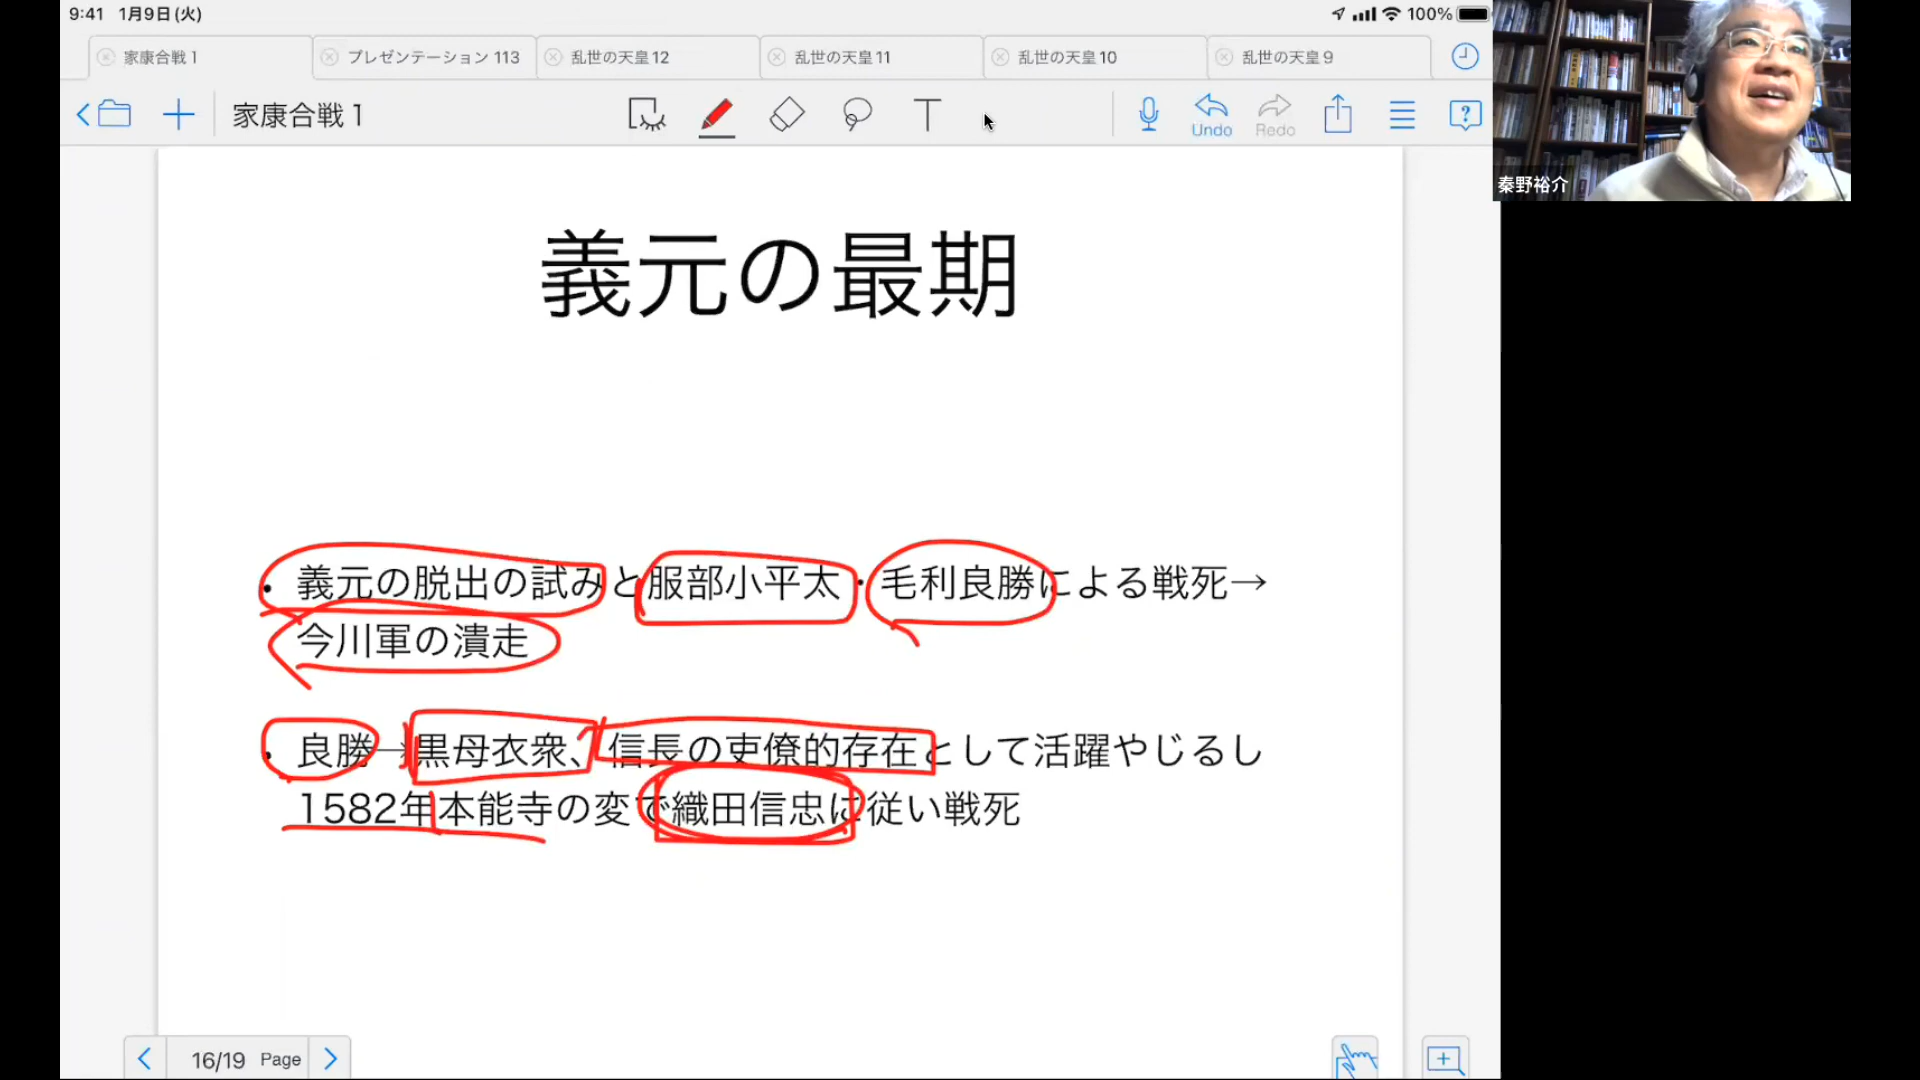 9:41 1月9日(火)
100%
家康合戦 1
プレゼンテーション 113
乱世の天皇12
乱世の天皇11
乱世の天皇10
乱世の天皇 9
家康合戦 1
Undo
Redo
秦野裕介
義元の最期
• 義元の脱出の試みと服部小平太・毛利良勝による戦死→
今川軍の潰走
• 良勝→黒母衣衆、信長の吏僚的存在として活躍やじるし
1582年本能寺の変で織田信忠に従い戦死
16/19 Page